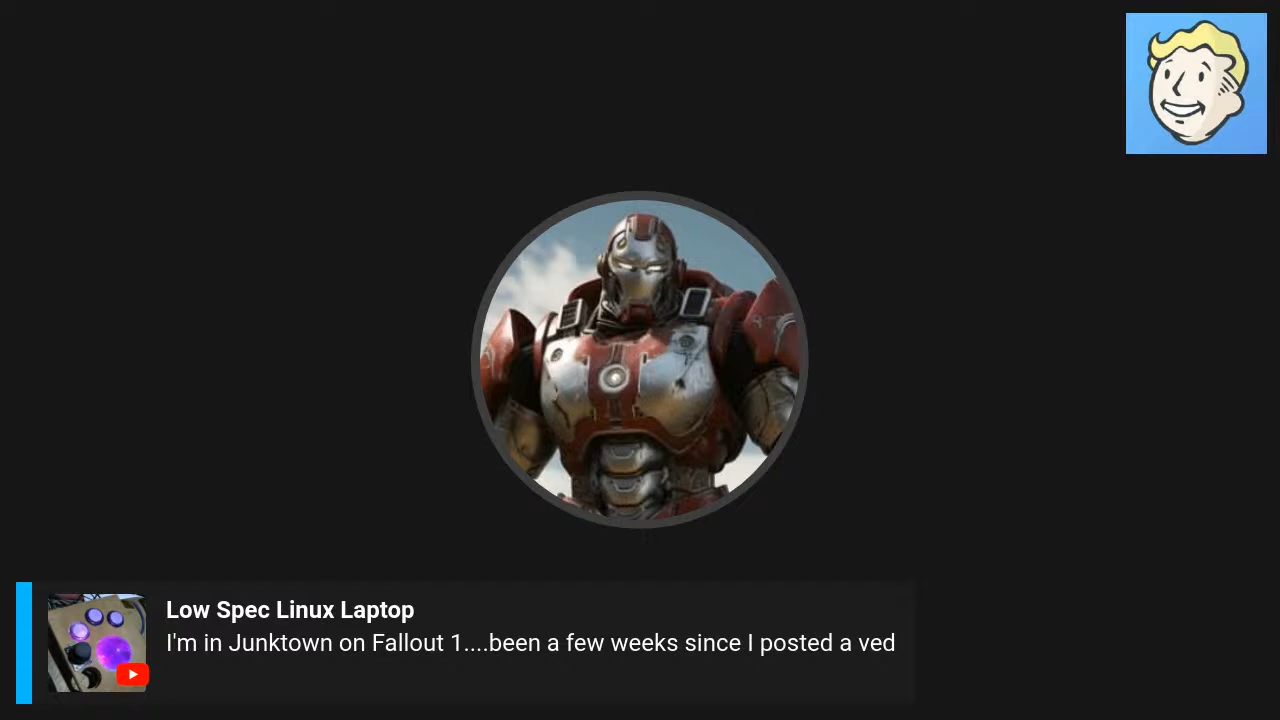 Low Spec Linux Laptop
I'm in Junktown on Fallout 1....been a few weeks since I posted a ved